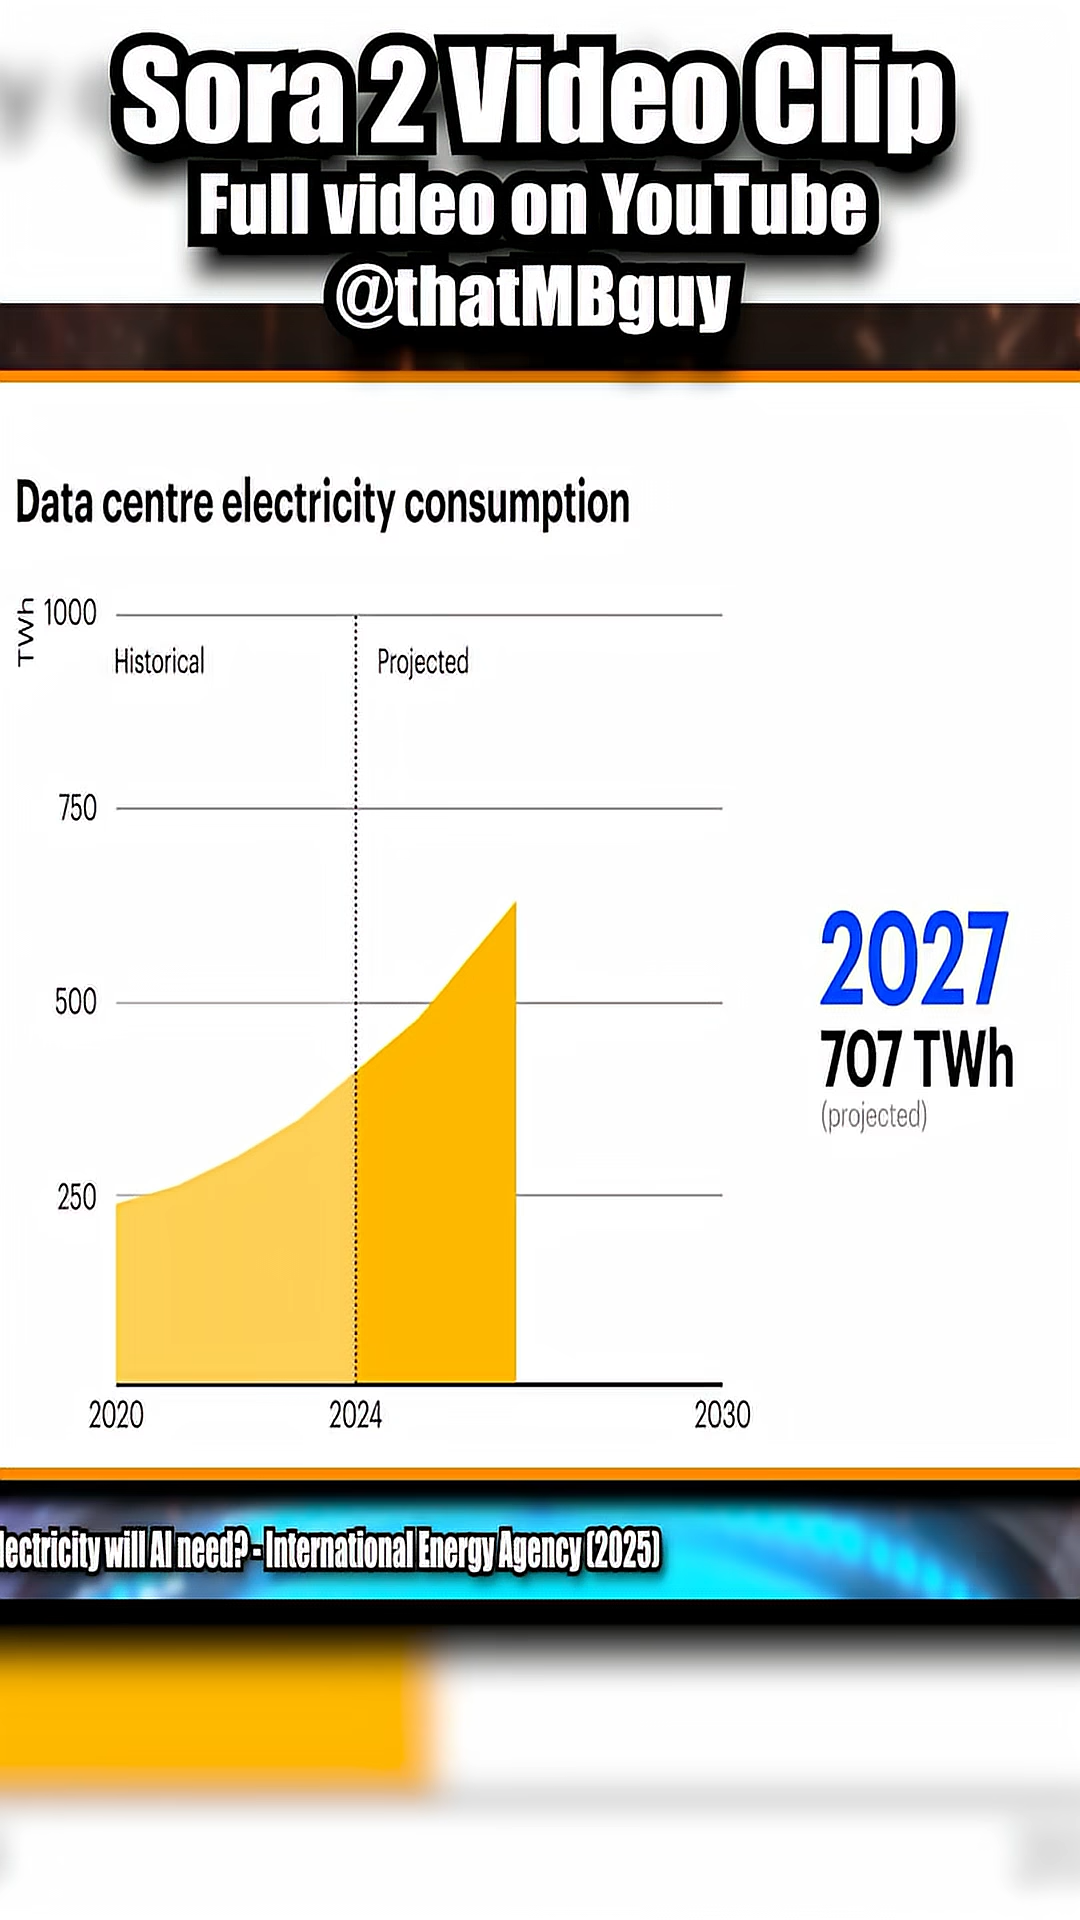 Sora 2 Video Clip
Full video on YouTube
@thatMBguy
Data centre electricity consumption
TWh
1000
Historical
Projected
750
500
250
2027
707 TWh
(projected)
2020
2024
2030
will AI need? - International Energy Agency (2025)